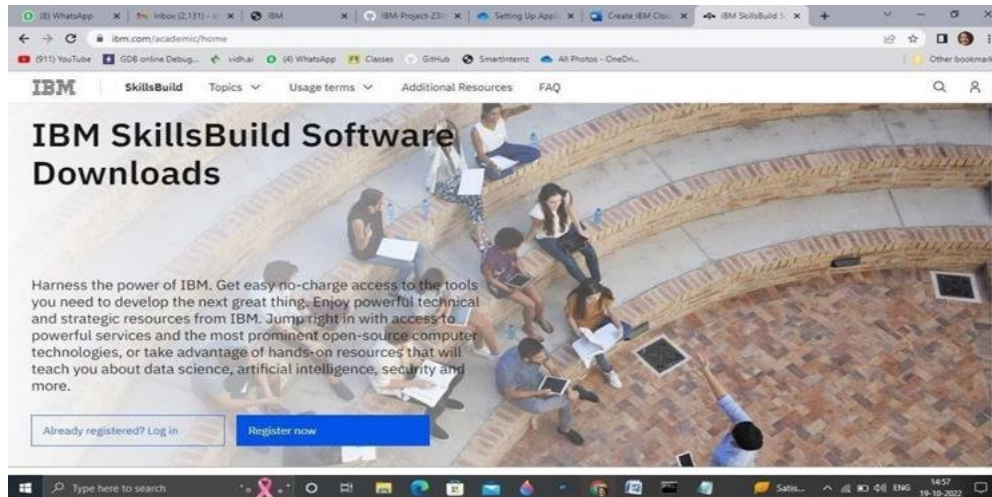 (8) WhatsApp
Inbox (2,131) -
IBM
IBM-Project-230
Setting Up Appli
Create IBM Clou
IBM SkillsBuild S
ibm.com/academic/home
(911) YouTube
GDB online Debug...
vidh.ai
(4) WhatsApp
Classes
GitHub
SmartInternz
All Photos - OneDri...
Other bookmark
IBM
SkillsBuild
Topics
Usage terms
Additional Resources
FAQ
IBM SkillsBuild Software
Downloads
Harness the power of IBM. Get easy no-charge access to the tools
you need to develop the next great thing. Enjoy powerful technical
and strategic resources from IBM. Jump right in with access to
powerful services and the most prominent open-source computer
technologies, or take advantage of hands-on resources that will
teach you about data science, artificial intelligence, security and
more.
Already registered? Log in
Register now
Type here to search
Satis...
ENG
14:57
19-10-2022